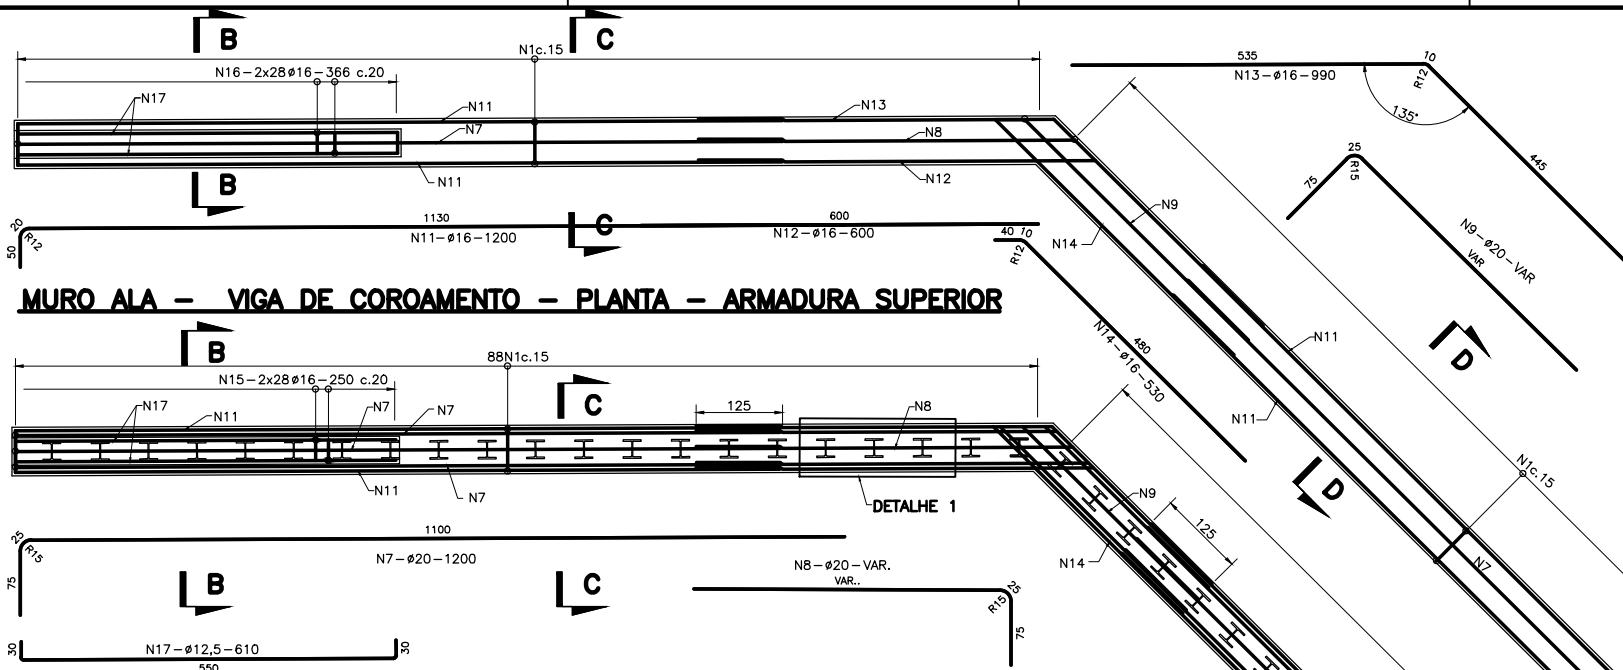 B
C
N1c.15
N16-2x28ø16-366 c.20
N17
N11
N7
N13
N8
N11
N12
B
C
535
10
R12
N13-ø16-990
135°
445
25
R15
75
N9-ø20-VAR
VAR
N9
N14
20
50
R12
1130
N11-ø16-1200
600
N12-ø16-600
40 10
R12
480
N14-ø16-530
MURO ALA - VIGA DE COROAMENTO - PLANTA - ARMADURA SUPERIOR
N11
D
B
88N1c.15
N15-2x28ø16-250 c.20
C
125
N17
N11
N7
N7
N8
N11
N7
DETALHE 1
N11
D
N1c.15
N9
125
N14
N7
25
R15
75
1100
N7-ø20-1200
B
C
N8-ø20-VAR.
VAR..
25
R15
75
30
N17-ø12,5-610
30
550